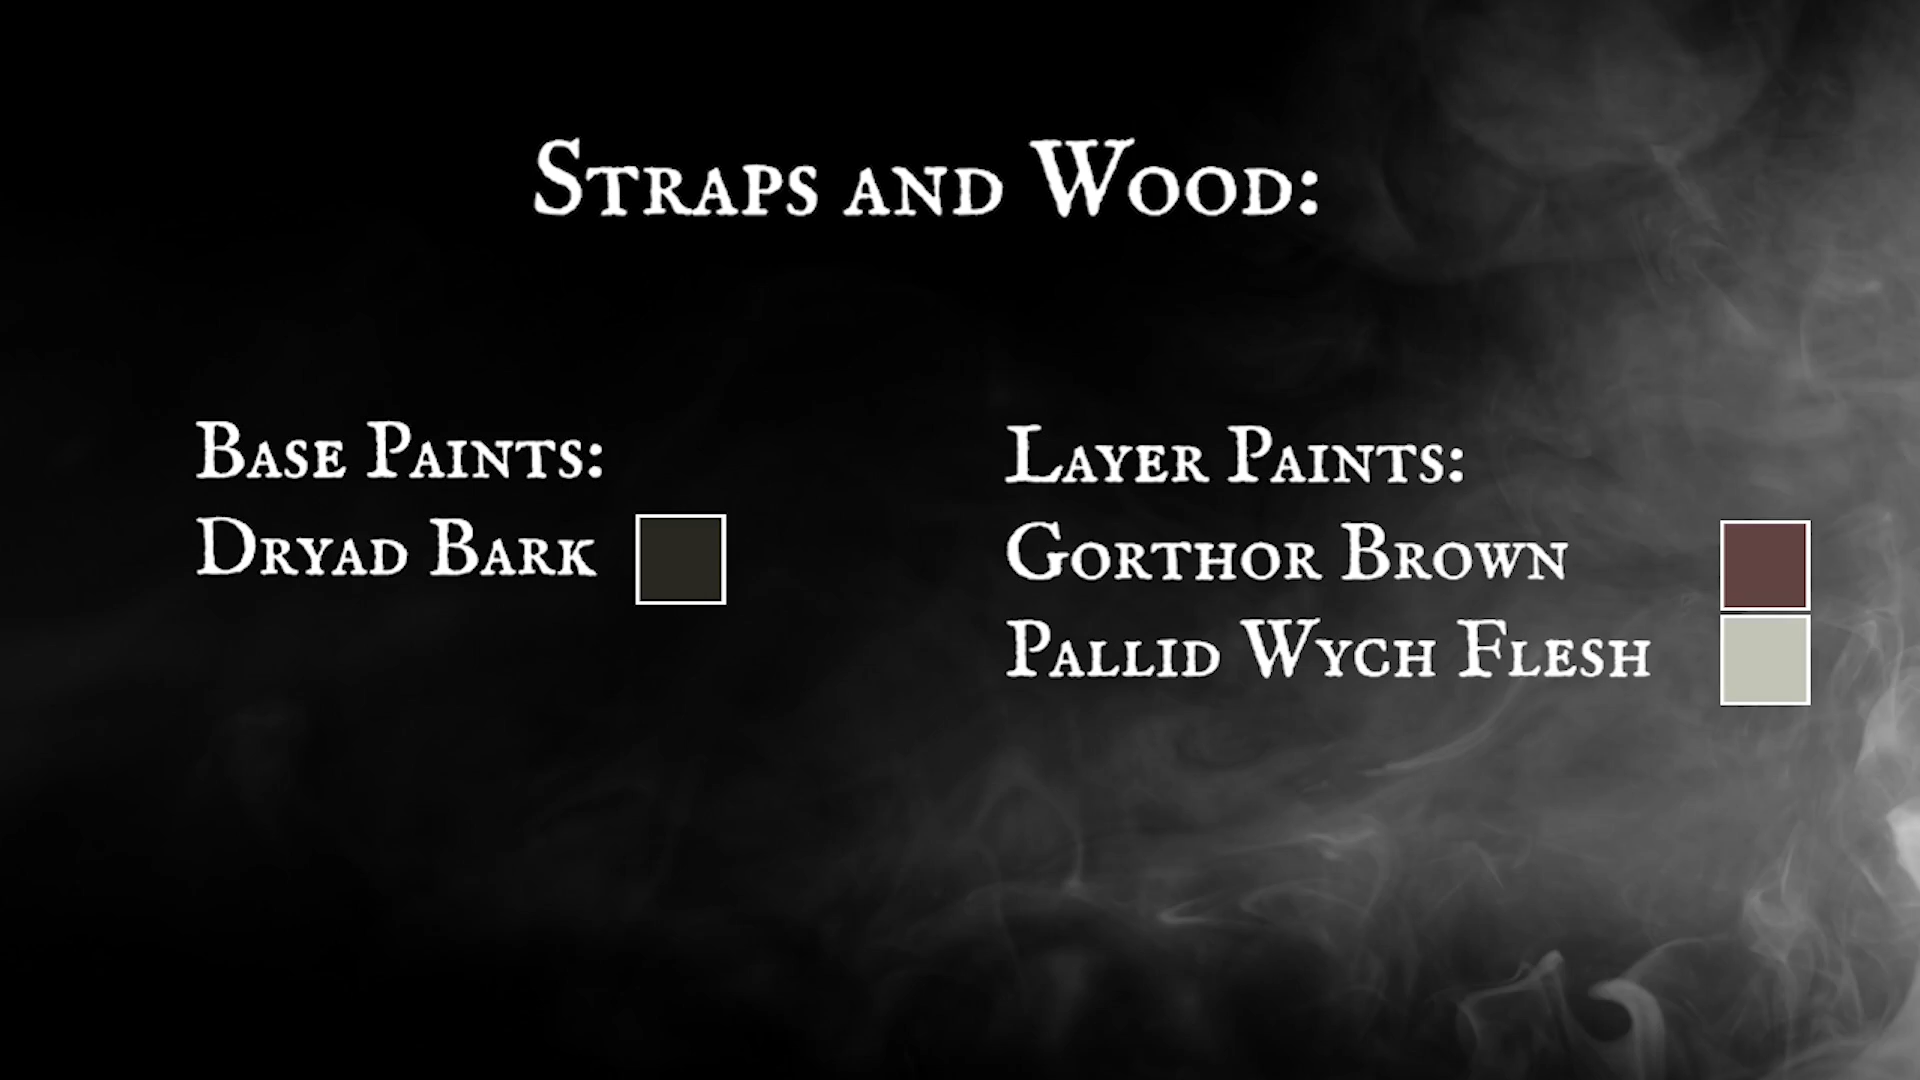 Straps and Wood:
Base Paints:
Dryad Bark
Layer Paints:
Gorthor Brown
Pallid Wych Flesh